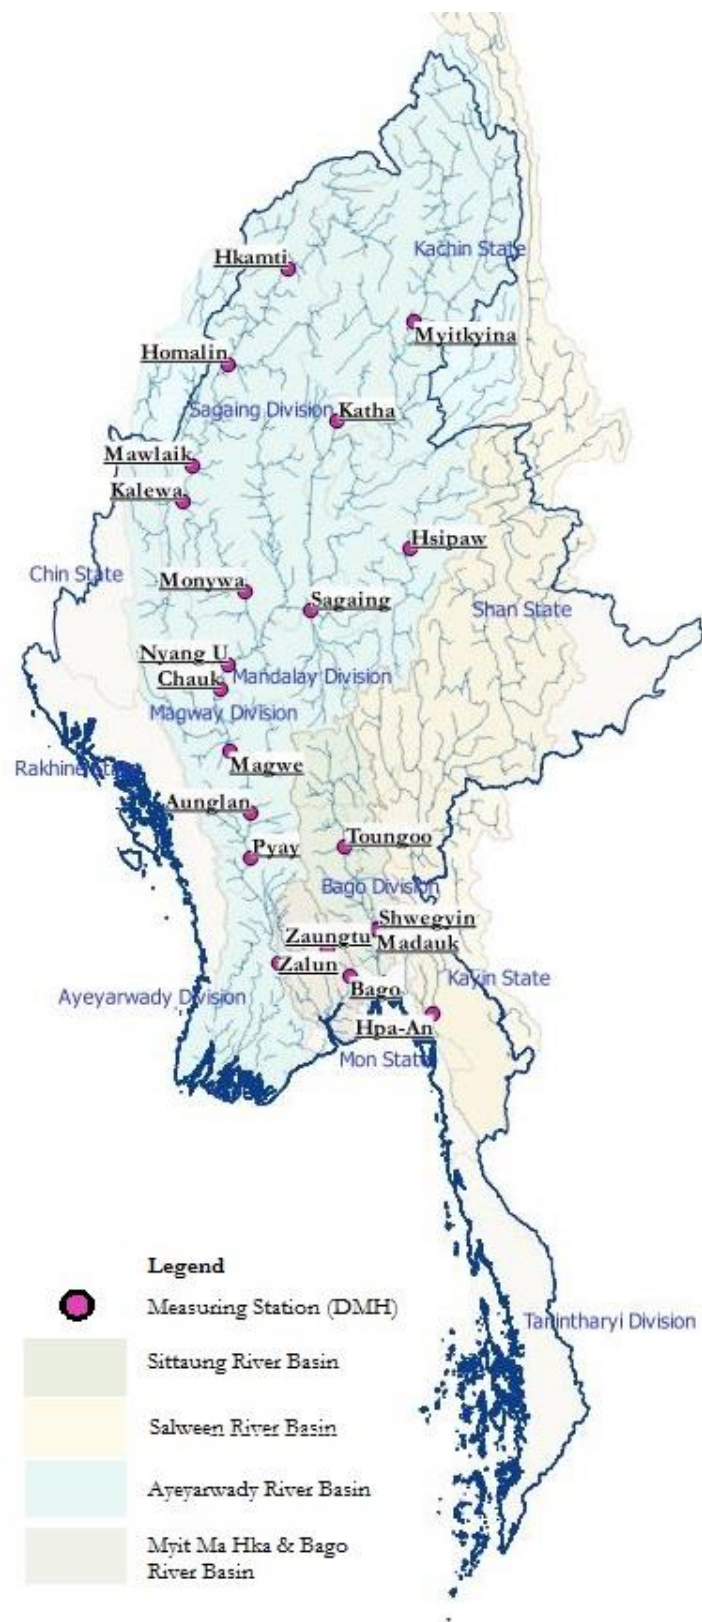 Kachin State
Hkamti
Myitkyina
Homalin
Sagaing Division
Katha
Mawlaik
Kalewa
Hsipaw
Chin State
Monywa
Sagaing
Shan State
Nyang U
Chauk
Mandalay Division
Magway Division
Magwe
Rakhine State
Aunglan
Toungoo
Pyay
Bago Division
Shwegyin
Zaungtu
Madauk
Zalun
Kayin State
Ayeyarwady Division
Bago
Hpa-An
Mon State
Legend
Measuring Station (DMH)
Tanintharyi Division
Sittaung River Basin
Salween River Basin
Ayeyarwady River Basin
Myit Ma Hka & Bago
River Basin